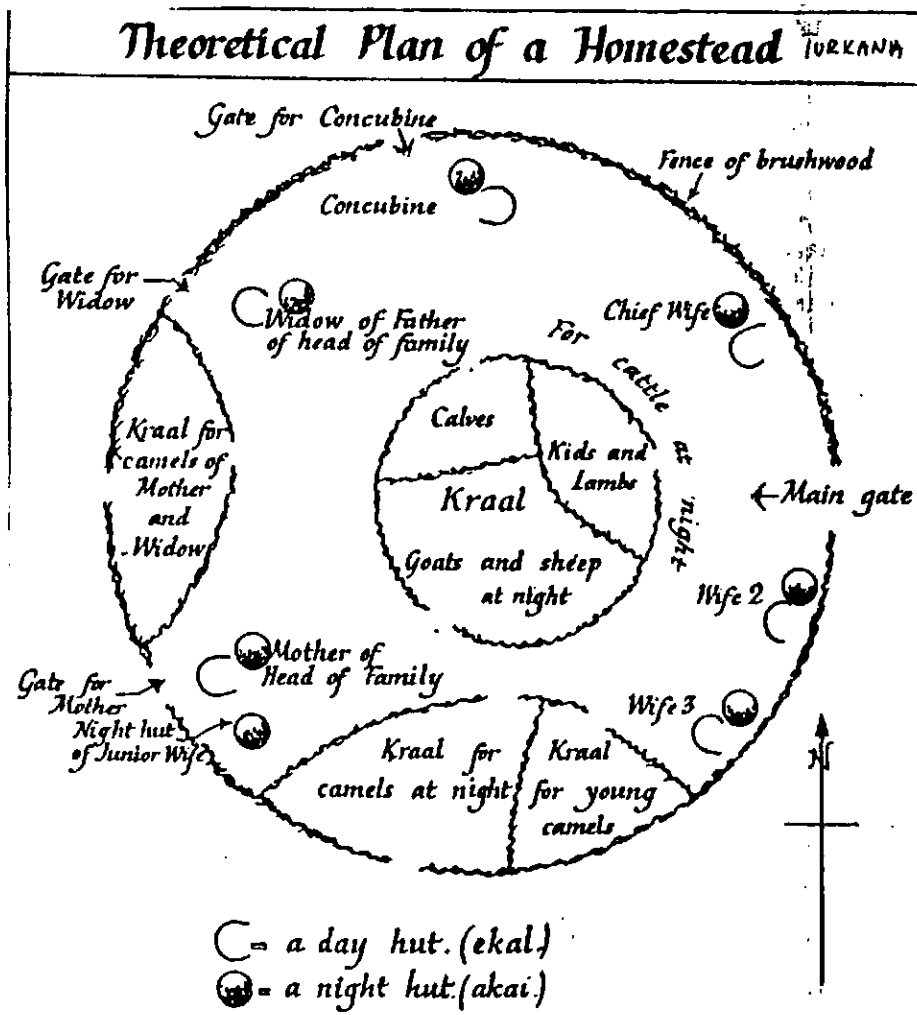 Theoretical Plan of a Homestead TURKANA
Gate for Concubine
Fence of brushwood
Concubine
Gate for
Widow
Widow of Father
of head of family
Chief Wife
For cattle at night
Calves
Kids and
Lambs
Kraal for
camels of
Mother
and
Widow
Kraal
Main gate
Goats and sheep
at night
Wife 2
Mother of
Head of Family
Gate for
Mother
Night hut
of Junior Wife
Wife 3
N
Kraal for
camels at night
Kraal
for young
camels
= a day hut. (ekal.)
= a night hut. (akai.)